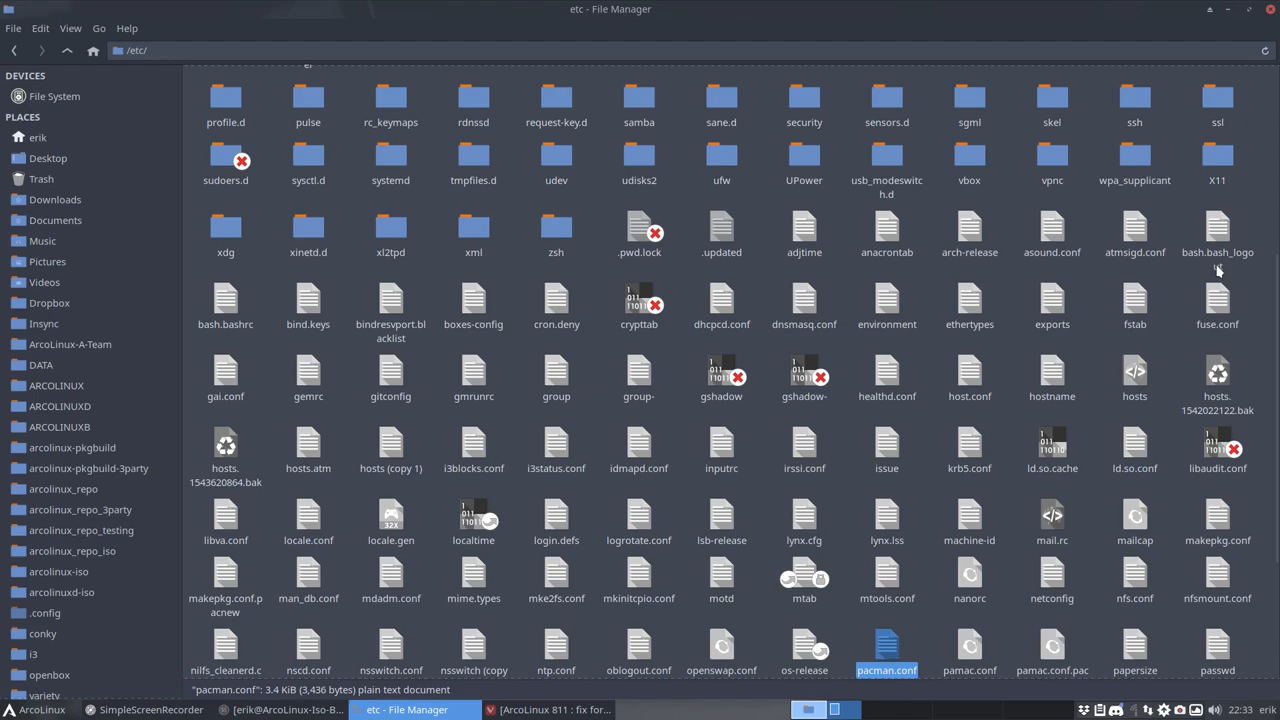 etc - File Manager
File Edit View Go Help
/etc/
DEVICES
File System
PLACES
erik
Desktop
Trash
Downloads
Documents
Music
Pictures
Videos
Dropbox
Insync
ArcoLinux-A-Team
DATA
ARCOLINUX
ARCOLINUXD
ARCOLINUXB
arcolinux-pkgbuild
arcolinux-pkgbuild-3party
arcolinux_repo
arcolinux_repo_3party
arcolinux_repo_testing
arcolinux_repo_iso
arcolinux-iso
arcolinuxd-iso
.config
conky
i3
openbox
variety
er
profile.d pulse rc_keymaps rdnssd request-key.d samba sane.d security sensors.d sgml skel ssh ssl
sudoers.d sysctl.d systemd tmpfiles.d udev udisks2 ufw UPower usb_modeswitc vbox vpnc wpa_supplicant X11
h.d
xdg xinetd.d xl2tpd xml zsh .pwd.lock .updated adjtime anacrontab arch-release asound.conf atmsigd.conf bash.bash_logo
ut
bash.bashrc bind.keys bindresvport.bl boxes-config cron.deny crypttab dhcpcd.conf dnsmasq.conf environment ethertypes exports fstab fuse.conf
acklist
gai.conf gemrc gitconfig gmrunrc group group- gshadow gshadow- healthd.conf host.conf hostname hosts hosts.
1542022122.bak
hosts. hosts.atm hosts (copy 1) i3blocks.conf i3status.conf idmapd.conf inputrc irssi.conf issue krb5.conf ld.so.cache ld.so.conf libaudit.conf
1543620864.bak
libva.conf locale.conf locale.gen localtime login.defs logrotate.conf lsb-release lynx.cfg lynx.lss machine-id mail.rc mailcap makepkg.conf
makepkg.conf.p man_db.conf mdadm.conf mime.types mke2fs.conf mkinitcpio.conf motd mtab mtools.conf nanorc netconfig nfs.conf nfsmount.conf
acnew
nilfs_cleanerd.c nscd.conf nsswitch.conf nsswitch (copy ntp.conf oblogout.conf openswap.conf os-release pacman.conf pamac.conf pamac.conf.pac papersize passwd
"pacman.conf": 3.4 KiB (3,436 bytes) plain text document
ArcoLinux SimpleScreenRecorder [erik@ArcoLinux-Iso-B... etc - File Manager [ArcoLinux 811 : fix for... 22:33 erik